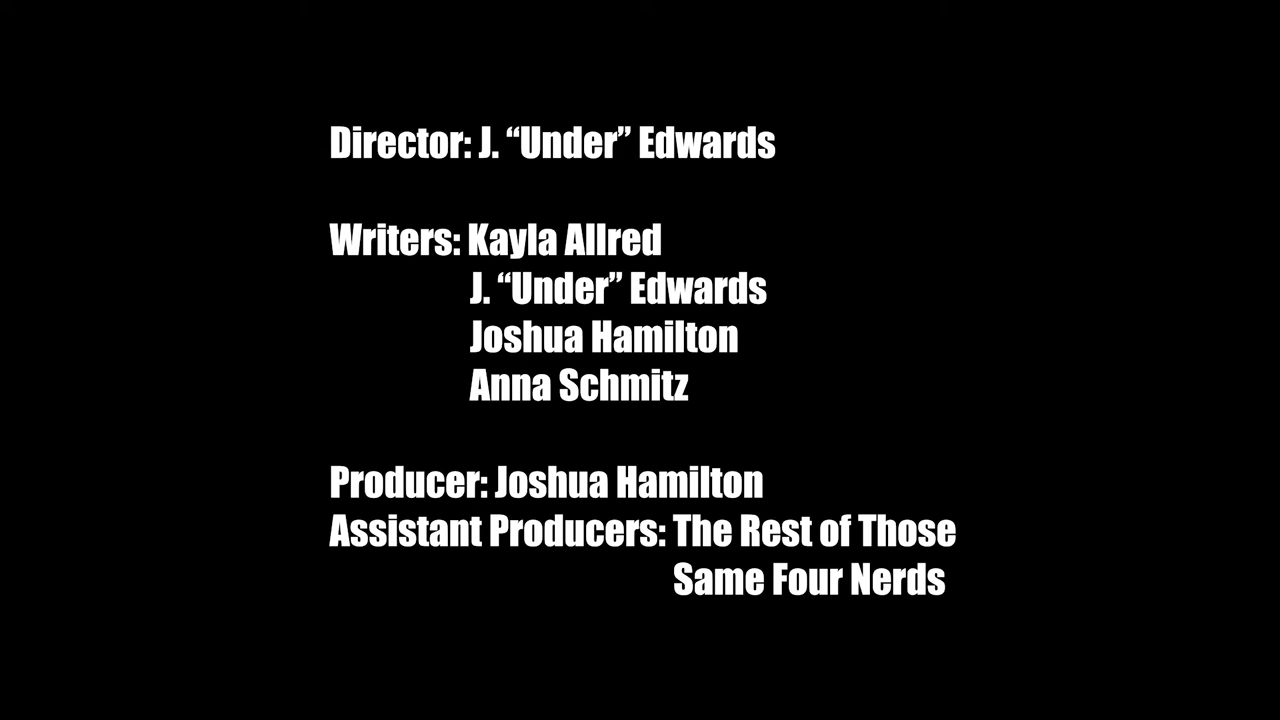 Director: J. “Under” Edwards
Writers: Kayla Allred
J. “Under” Edwards
Joshua Hamilton
Anna Schmitz
Producer: Joshua Hamilton
Assistant Producers: The Rest of Those
Same Four Nerds